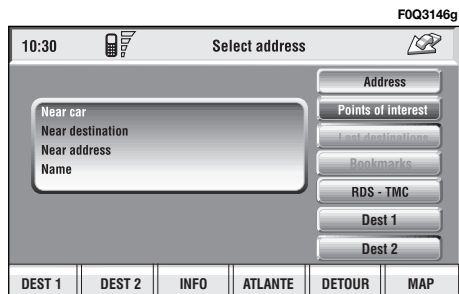 F0Q3146g
10:30 Select address
Address
Near car
Points of interest
Near destination
Last destinations
Near address
Bookmarks
Name
RDS - TMC
Dest 1
Dest 2
DEST 1 DEST 2 INFO ATLANTE DETOUR MAP